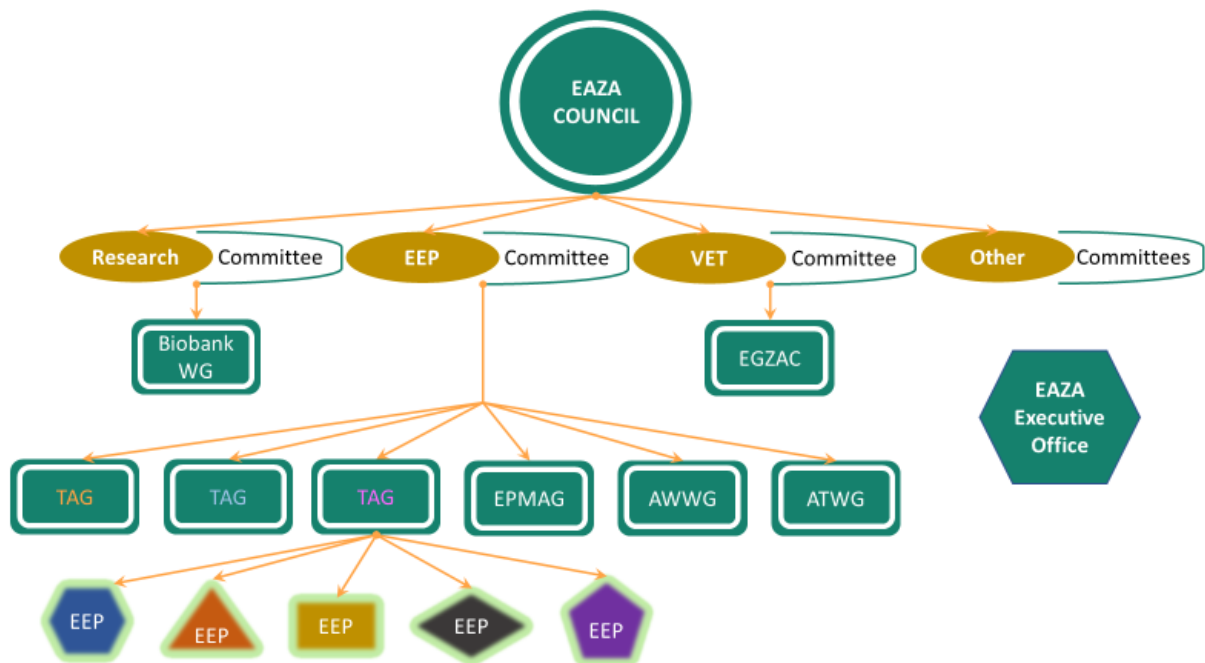 EAZA
COUNCIL
Research Committee
EEP Committee
VET Committee
Other Committees
Biobank
WG
EGZAC
EAZA
Executive
Office
TAG
TAG
TAG
EPMAG
AWWG
ATWG
EEP
EEP
EEP
EEP
EEP